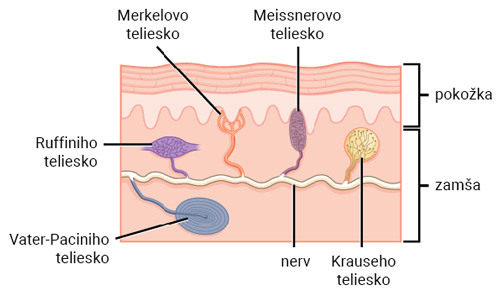 Merkelovo
teliesko
Meissnerovo
teliesko
pokožka
Ruffiniho
teliesko
zamša
Vater-Paciniho
teliesko
nerv
Krauseho
teliesko